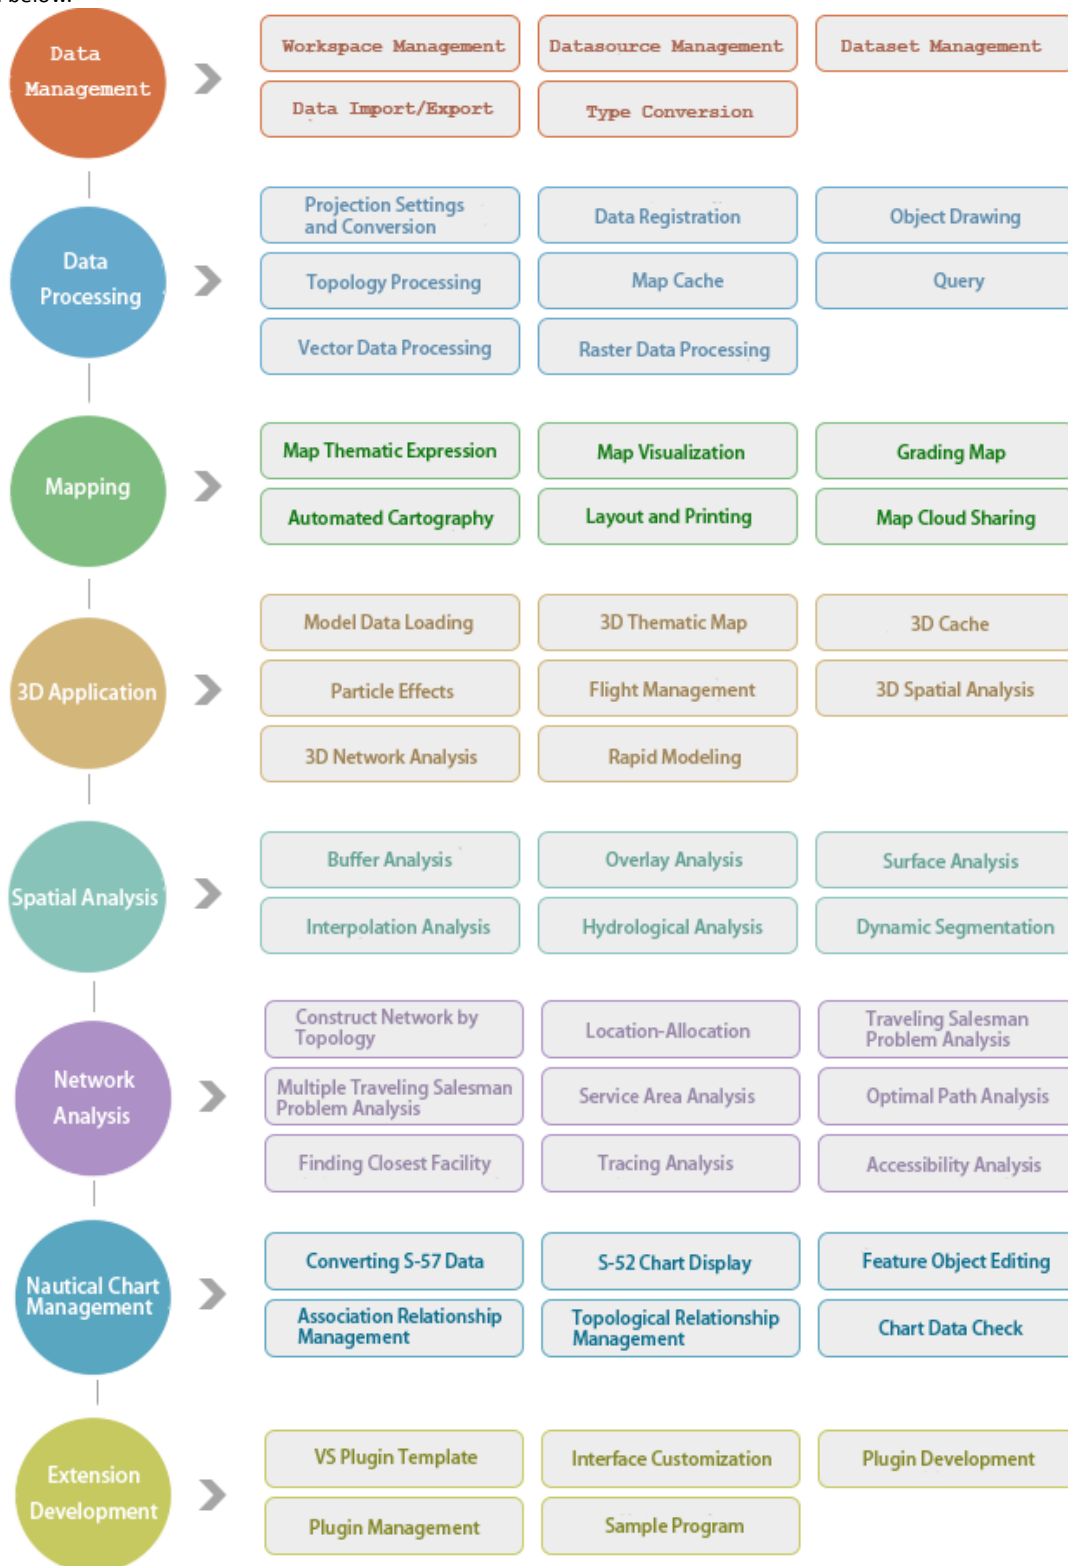 below.
Data
Management
Workspace Management
Datasource Management
Dataset Management
Data Import/Export
Type Conversion
Data
Processing
Projection Settings
and Conversion
Data Registration
Object Drawing
Topology Processing
Map Cache
Query
Vector Data Processing
Raster Data Processing
Mapping
Map Thematic Expression
Map Visualization
Grading Map
Automated Cartography
Layout and Printing
Map Cloud Sharing
3D Application
Model Data Loading
3D Thematic Map
3D Cache
Particle Effects
Flight Management
3D Spatial Analysis
3D Network Analysis
Rapid Modeling
Spatial Analysis
Buffer Analysis
Overlay Analysis
Surface Analysis
Interpolation Analysis
Hydrological Analysis
Dynamic Segmentation
Network
Analysis
Construct Network by
Topology
Location-Allocation
Traveling Salesman
Problem Analysis
Multiple Traveling Salesman
Problem Analysis
Service Area Analysis
Optimal Path Analysis
Finding Closest Facility
Tracing Analysis
Accessibility Analysis
Nautical Chart
Management
Converting S-57 Data
S-52 Chart Display
Feature Object Editing
Association Relationship
Management
Topological Relationship
Management
Chart Data Check
Extension
Development
VS Plugin Template
Interface Customization
Plugin Development
Plugin Management
Sample Program